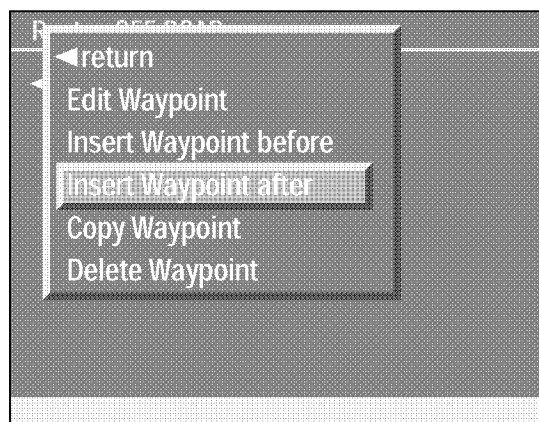 ◄return
Edit Waypoint
Insert Waypoint before
Insert Waypoint after
Copy Waypoint
Delete Waypoint